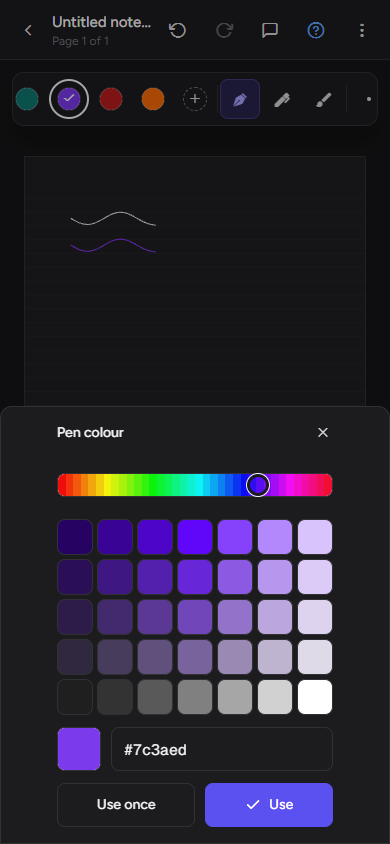 Untitled note...
Page 1 of 1
Pen colour
#7c3aed
Use once
Use